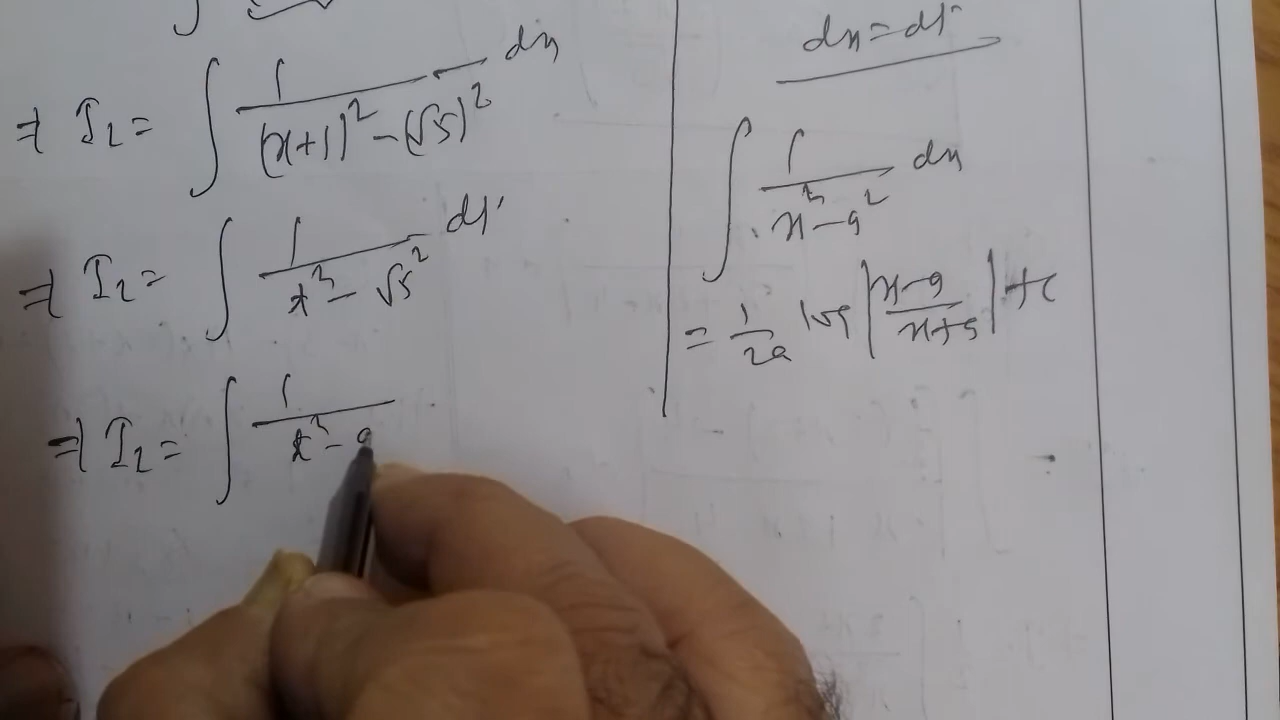 ⇒ I₂ = ∫ 1/((x+1)² - (√5)²) dx
⇒ I₂ = ∫ 1/(t² - √5²) dt
⇒ I₂ = ∫ 1/(t² - a
dx = dt
∫ 1/(x² - a²) dx
= 1/2a log |(x-a)/(x+a)| + c